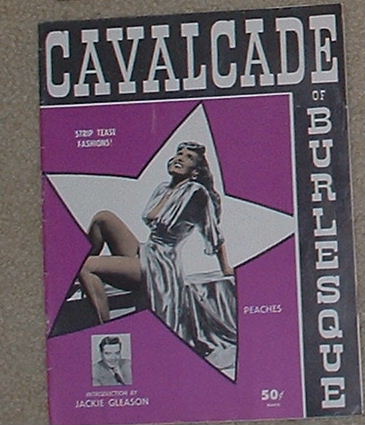 CAVALCADE
OF
BURLESQUE
STRIP TEASE
FASHIONS!
PEACHES
INTRODUCTION BY
JACKIE GLEASON
50¢